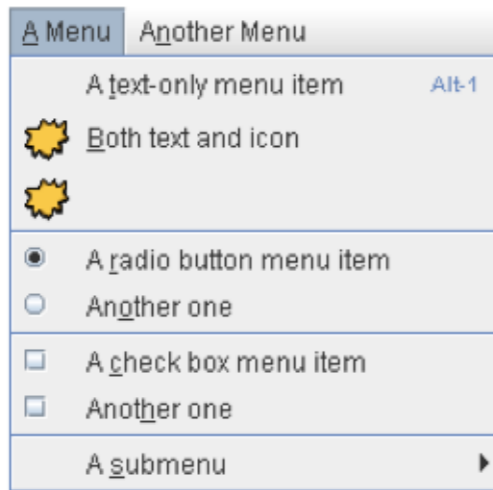 A Menu Another Menu
A text-only menu item Alt-1
Both text and icon
A radio button menu item
Another one
A check box menu item
Another one
A submenu